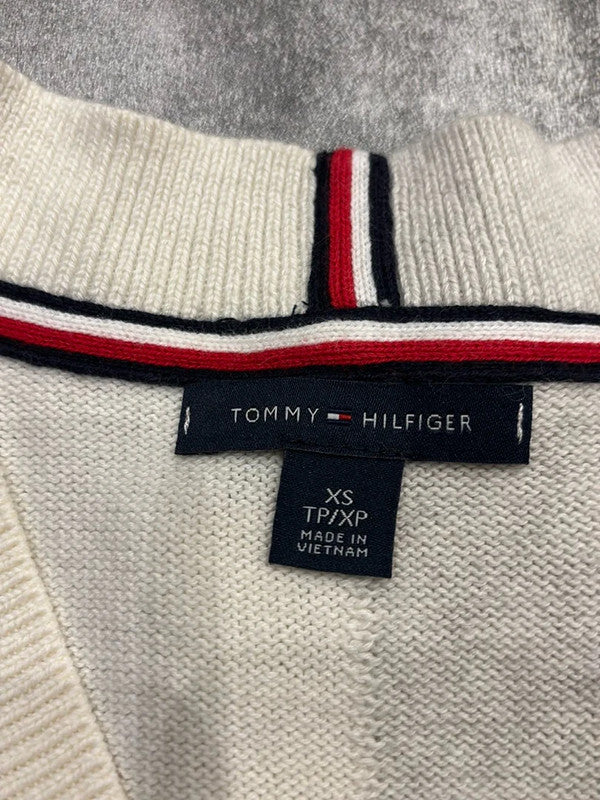 TOMMY HILFIGER
XS
TP/XP
MADE IN
VIETNAM